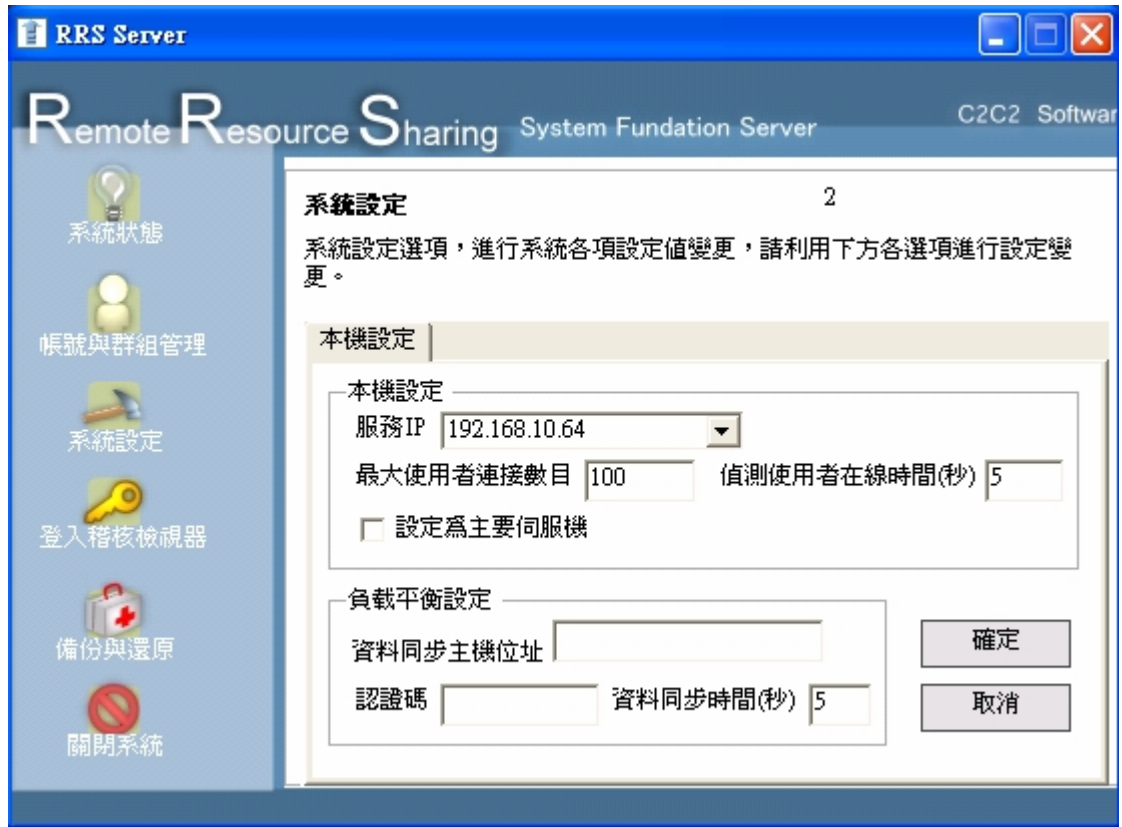 RRS Server
Remote Resource Sharing System Fundation Server
C2C2 Softwar
系統狀態
帳號與群組管理
系統設定
登入稽核檢視器
備份與還原
關閉系統
系統設定
2
系統設定選項，進行系統各項設定值變更，請利用下方各選項進行設定變
更。
本機設定
本機設定
服務IP 192.168.10.64
最大使用者連接數目 100 偵測使用者在線時間(秒) 5
設定為主要伺服機
負載平衡設定
資料同步主機位址
認證碼 資料同步時間(秒) 5
確定
取消